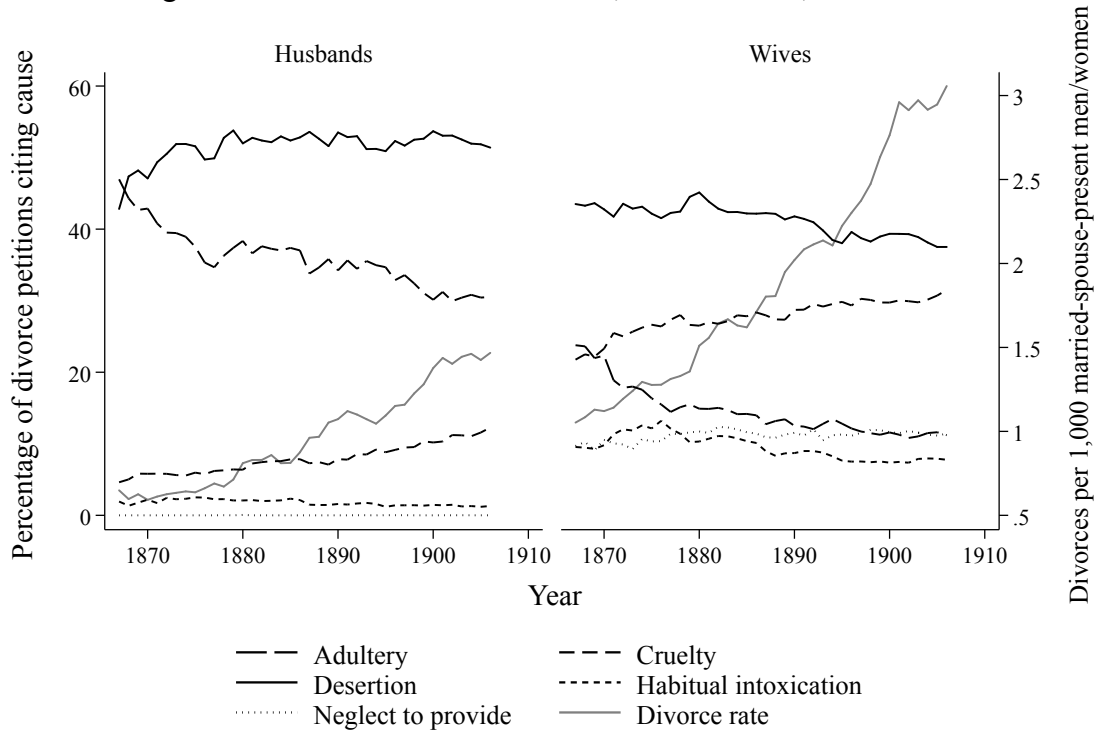 Husbands
Wives
Percentage of divorce petitions citing cause
60
40
20
0
3
2.5
2
1.5
1
.5
Divorces per 1,000 married-spouse-present men/women
1870 1880 1890 1900 1910 1870 1880 1890 1900 1910
Year
Adultery
Cruelty
Desertion
Habitual intoxication
Neglect to provide
Divorce rate